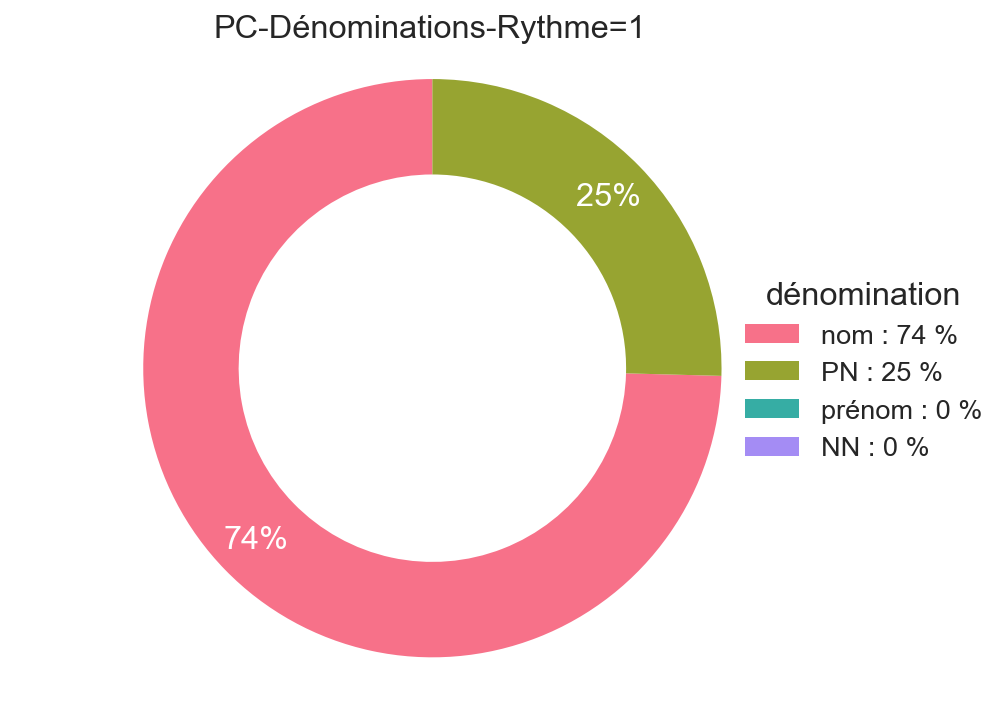 PC-Dénominations-Rythme=1
25%
74%
dénomination
nom : 74 %
PN : 25 %
prénom : 0 %
NN : 0 %